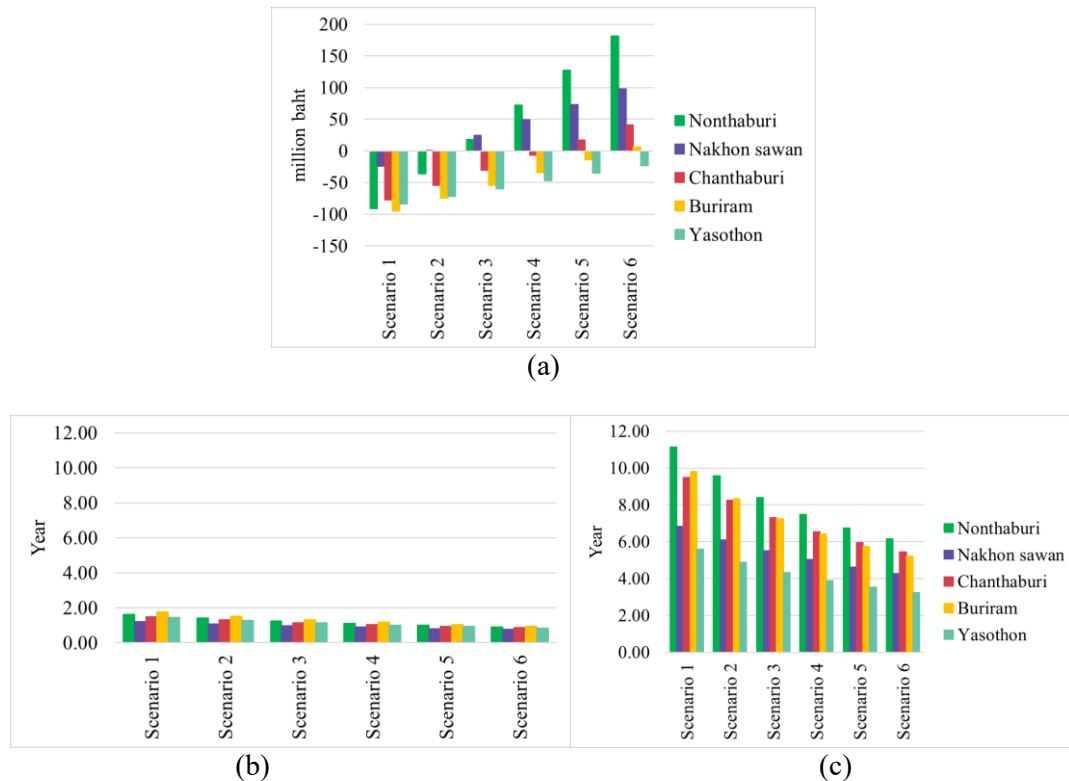 200
150
100
50
0
-50
-100
-150
million baht
Scenario 1
Scenario 2
Scenario 3
Scenario 4
Scenario 5
Scenario 6
Nonthaburi
Nakhon sawan
Chanthaburi
Buriram
Yasothon
(a)
12.00
10.00
8.00
6.00
4.00
2.00
0.00
Year
Scenario 1
Scenario 2
Scenario 3
Scenario 4
Scenario 5
Scenario 6
(b)
12.00
10.00
8.00
6.00
4.00
2.00
0.00
Year
Scenario 1
Scenario 2
Scenario 3
Scenario 4
Scenario 5
Scenario 6
Nonthaburi
Nakhon sawan
Chanthaburi
Buriram
Yasothon
(c)